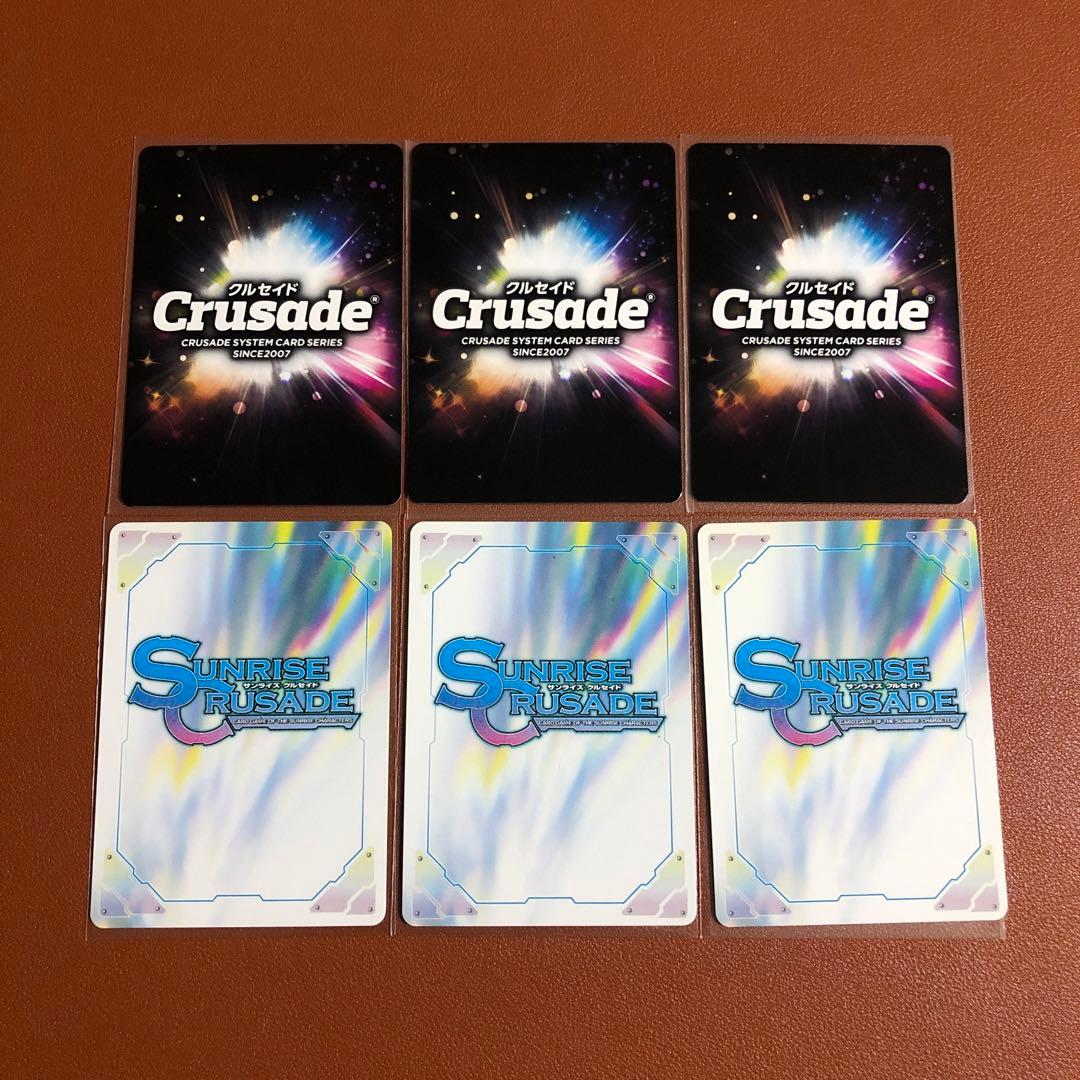 クルセイド
Crusade®
CRUSADE SYSTEM CARD SERIES
SINCE2007
クルセイド
Crusade®
CRUSADE SYSTEM CARD SERIES
SINCE2007
クルセイド
Crusade®
CRUSADE SYSTEM CARD SERIES
SINCE2007
SUNRISE
サンライズ クルセイド
CRUSADE
CARD GAME OF THE SUNRISE CHARACTERS
SUNRISE
サンライズ クルセイド
CRUSADE
CARD GAME OF THE SUNRISE CHARACTERS
SUNRISE
サンライズ クルセイド
CRUSADE
CARD GAME OF THE SUNRISE CHARACTERS